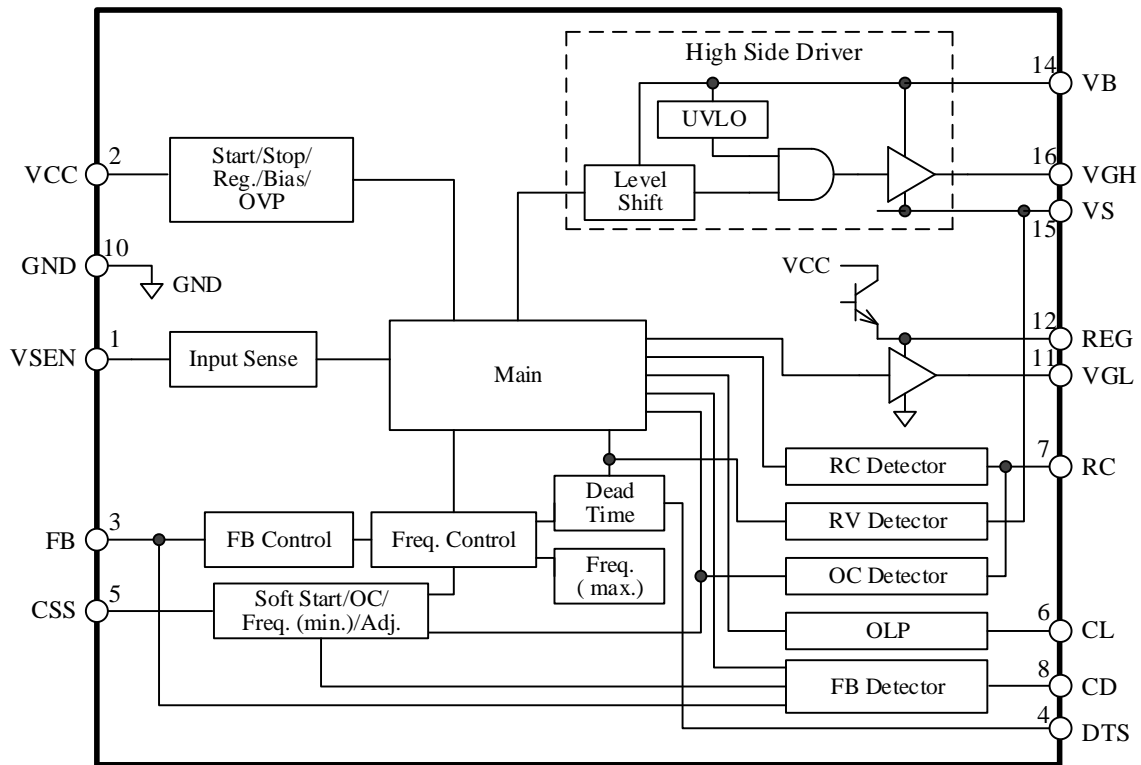 High Side Driver
14
VB
UVLO
2
VCC
Start/Stop/
Reg./Bias/
OVP
Level
Shift
16
VGH
VS
15
10
GND
GND
VCC
1
VSEN
Input Sense
Main
12
REG
11
VGL
7
RC
RC Detector
Dead
Time
RV Detector
3
FB
FB Control
Freq. Control
Freq.
( max.)
OC Detector
5
CSS
Soft Start/OC/
Freq. (min.)/Adj.
OLP
6
CL
FB Detector
8
CD
4
DTS